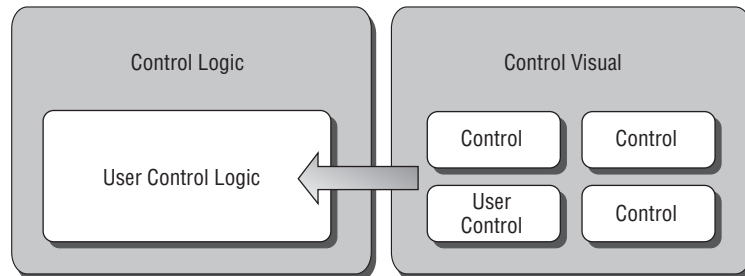 Control Logic
User Control Logic
Control Visual
Control
Control
User
Control
Control